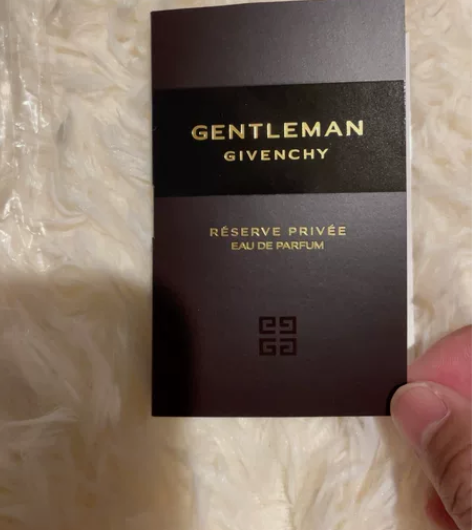 GENTLEMAN
GIVENCHY
RÉSERVE PRIVÉE
EAU DE PARFUM